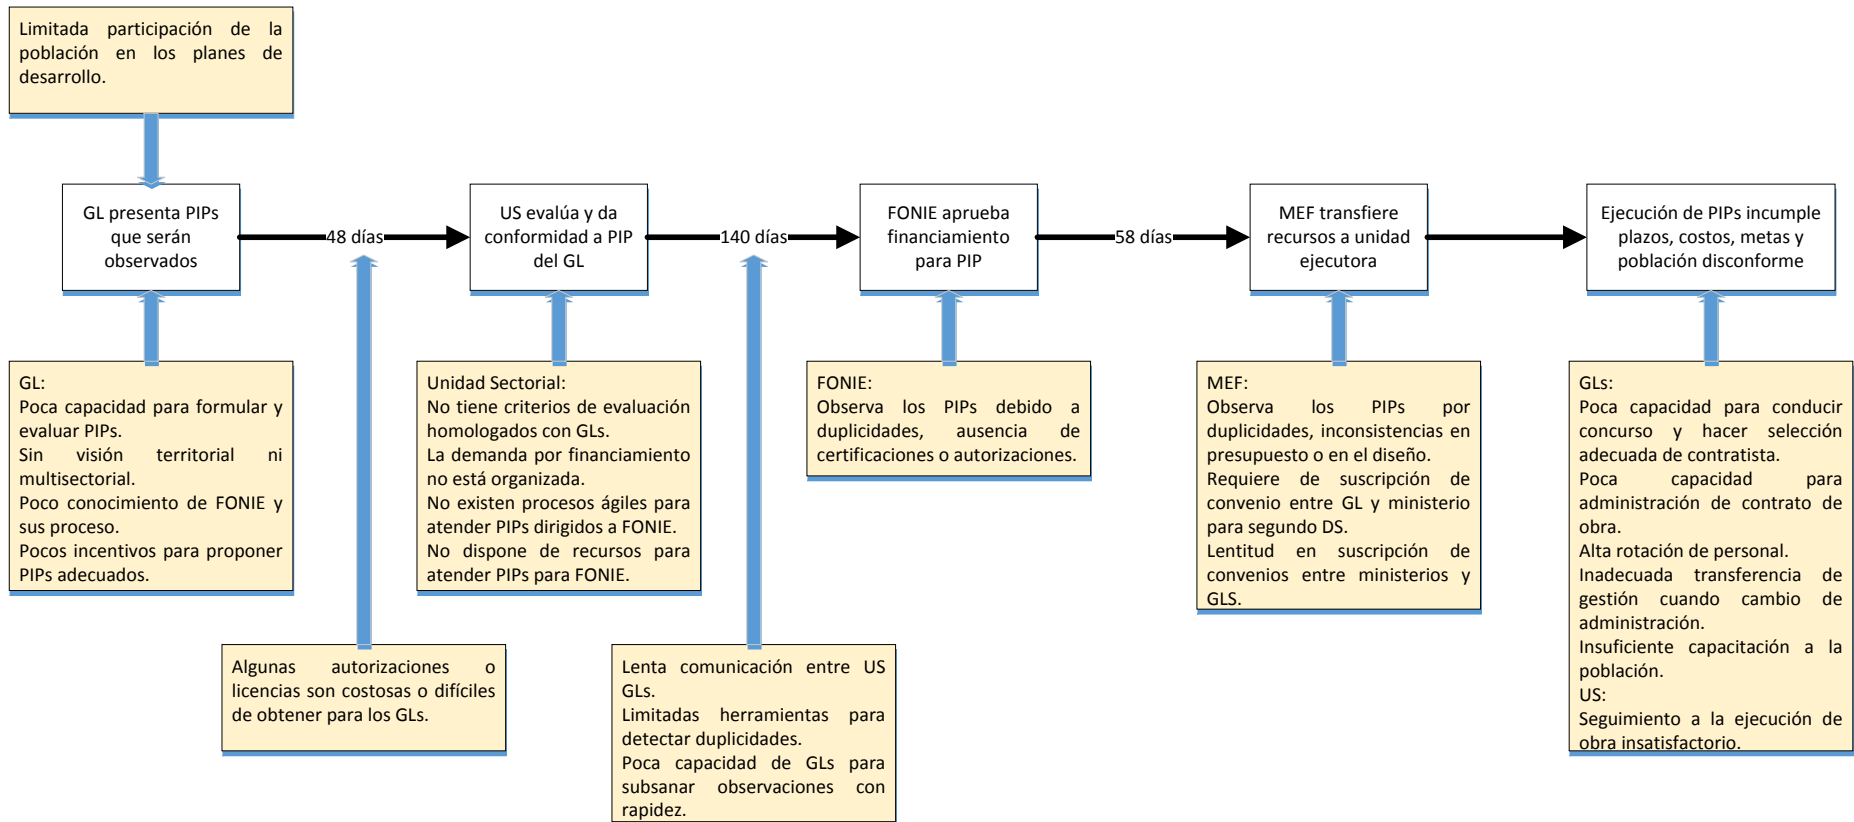 Limitada participación de la
población en los planes de
desarrollo.
GL presenta PIPs
que serán
observados
48 días
US evalúa y da
conformidad a PIP
del GL
140 días
FONIE aprueba
financiamiento
para PIP
58 días
MEF transfiere
recursos a unidad
ejecutora
Ejecución de PIPs incumple
plazos, costos, metas y
población disconforme
GL:
Poca capacidad para formular y
evaluar PIPs.
Sin visión territorial ni
multisectorial.
Poco conocimiento de FONIE y
sus proceso.
Pocos incentivos para proponer
PIPs adecuados.
Unidad Sectorial:
No tiene criterios de evaluación
homologados con GLs.
La demanda por financiamiento
no está organizada.
No existen procesos ágiles para
atender PIPs dirigidos a FONIE.
No dispone de recursos para
atender PIPs para FONIE.
FONIE:
Observa los PIPs debido a
duplicidades, ausencia de
certificaciones o autorizaciones.
MEF:
Observa los PIPs por
duplicidades, inconsistencias en
presupuesto o en el diseño.
Requiere de suscripción de
convenio entre GL y ministerio
para segundo DS.
Lentitud en suscripción de
convenios entre ministerios y
GLS.
GLs:
Poca capacidad para conducir
concurso y hacer selección
adecuada de contratista.
Poca capacidad para
administración de contrato de
obra.
Alta rotación de personal.
Inadecuada transferencia de
gestión cuando cambio de
administración.
Insuficiente capacitación a la
población.
US:
Seguimiento a la ejecución de
obra insatisfactorio.
Algunas autorizaciones o
licencias son costosas o difíciles
de obtener para los GLs.
Lenta comunicación entre US
GLs.
Limitadas herramientas para
detectar duplicidades.
Poca capacidad de GLs para
subsanar observaciones con
rapidez.